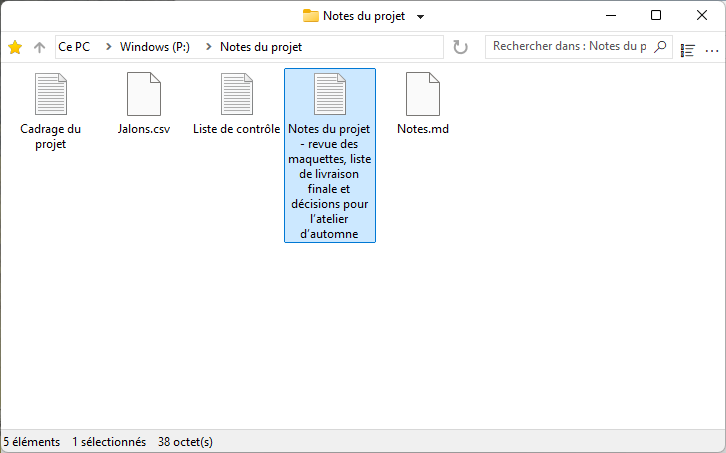 Notes du projet
Ce PC
Windows (P:)
Notes du projet
Rechercher dans : Notes du p
Cadrage du
projet
Jalons.csv
Liste de contrôle
Notes du projet
- revue des
maquettes, liste
de livraison
finale et
décisions pour
l’atelier
d’automne
Notes.md
5 éléments
1 sélectionnés
38 octet(s)